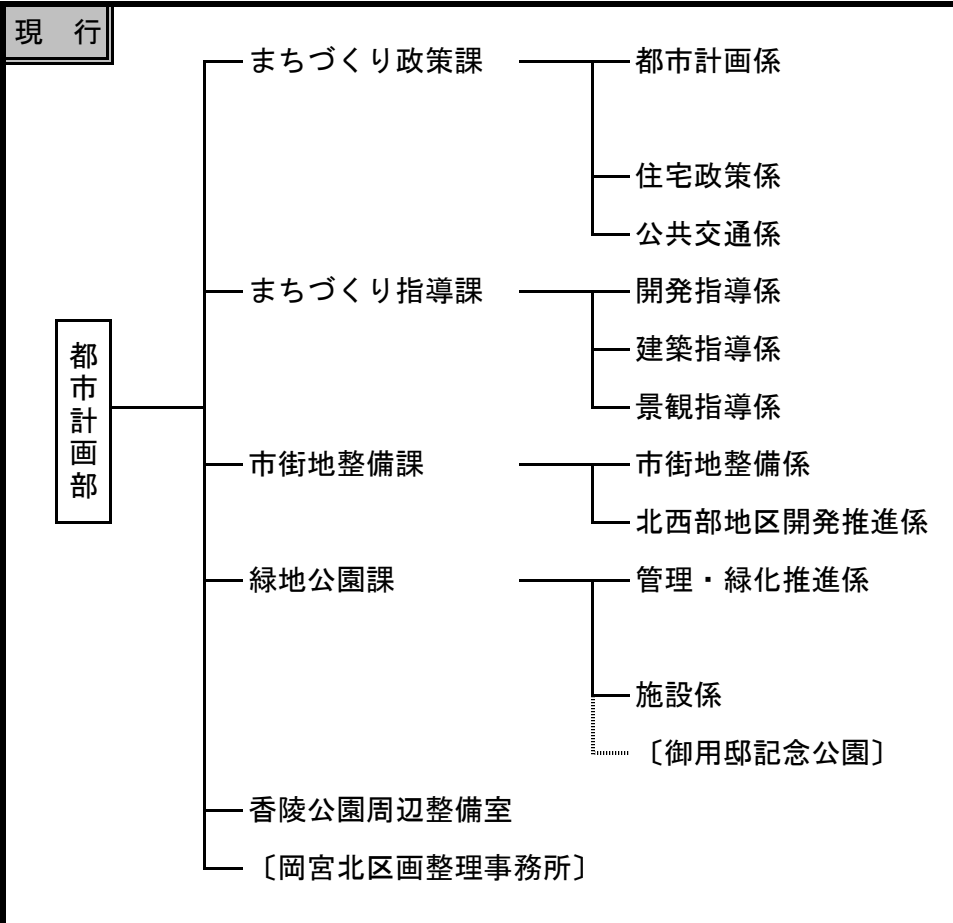 現　行
まちづくり政策課　都市計画係
住宅政策係
公共交通係
まちづくり指導課　開発指導係
建築指導係
都市計画部
景観指導係
市街地整備課　市街地整備係
北西部地区開発推進係
緑地公園課　管理・緑化推進係
施設係
〔御用邸記念公園〕
香陵公園周辺整備室
〔岡宮北区画整理事務所〕